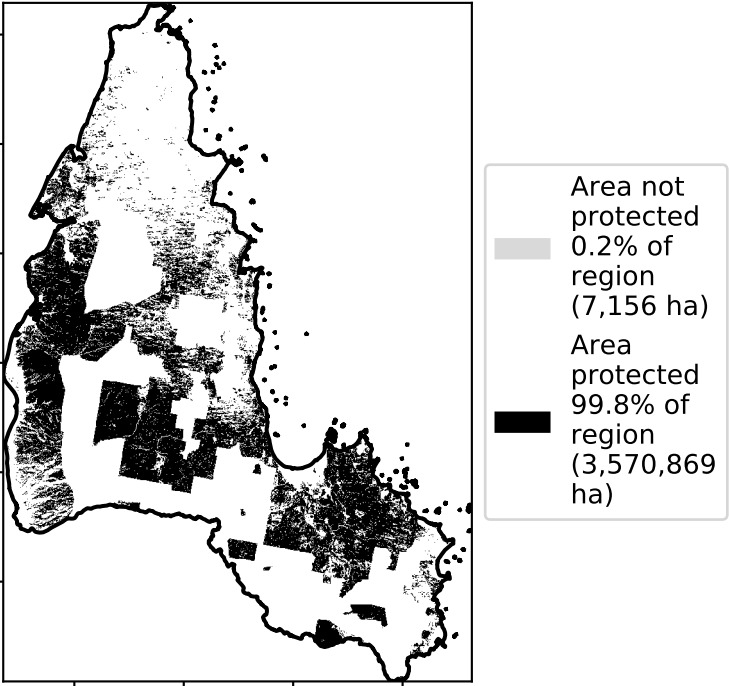 Area not
protected
0.2% of
region
(7,156 ha)
Area
protected
99.8% of
region
(3,570,869
ha)